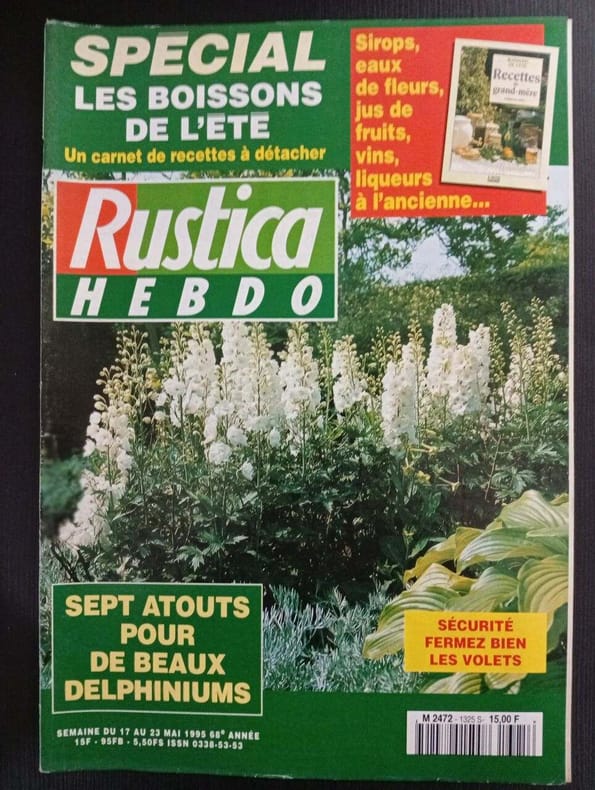 SPÉCIAL
LES BOISSONS
DE L'ÉTÉ
Un carnet de recettes à détacher
Sirops,
eaux
de fleurs,
jus de
fruits,
vins,
liqueurs
à l'ancienne...
Recettes
grand-mère
Rustica
HEBDO
SEPT ATOUTS
POUR
DE BEAUX
DELPHINIUMS
SÉCURITÉ
FERMEZ BIEN
LES VOLETS
SEMAINE DU 17 AU 23 MAI 1995 68e ANNÉE
15F - 95FB - 5,50FS ISSN 0338-53-53
M 2472 - 1325 S- 15,00 F